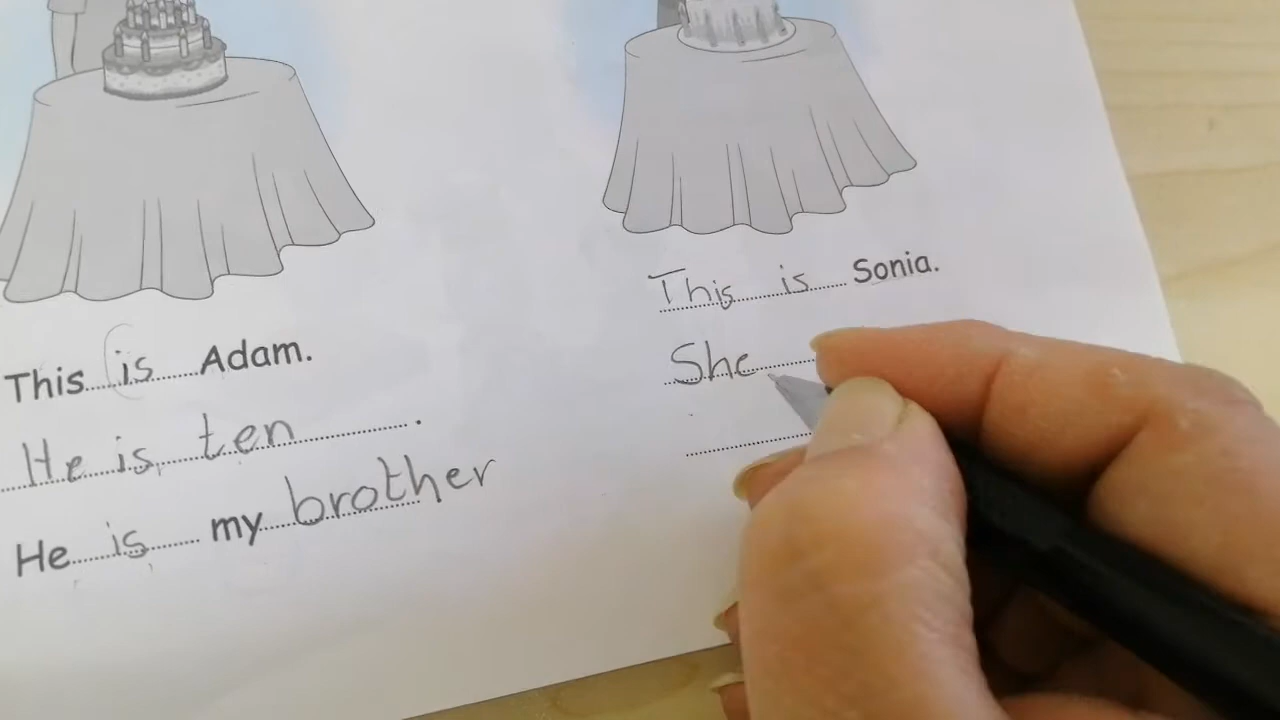 This is Adam.
He is ten.
He is my brother
This is Sonia.
She